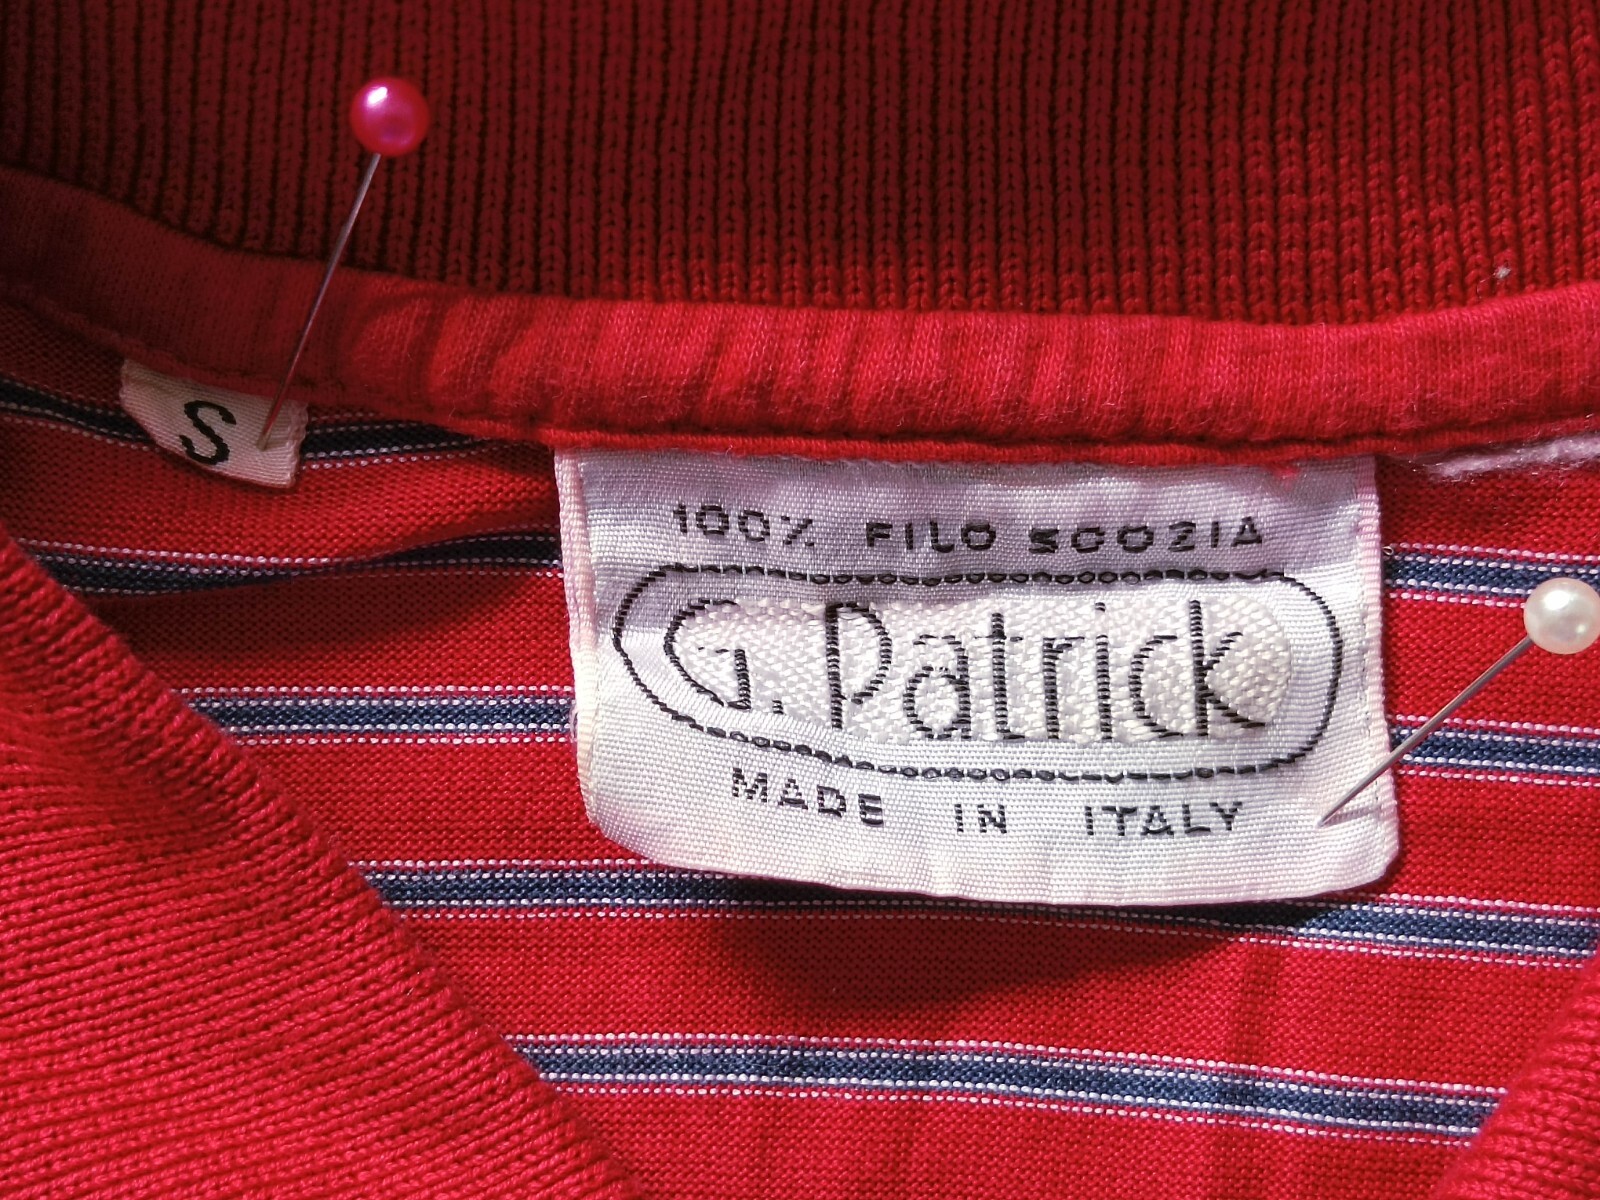 S
100% FILO SCOZIA
G. Patrick
MADE IN ITALY